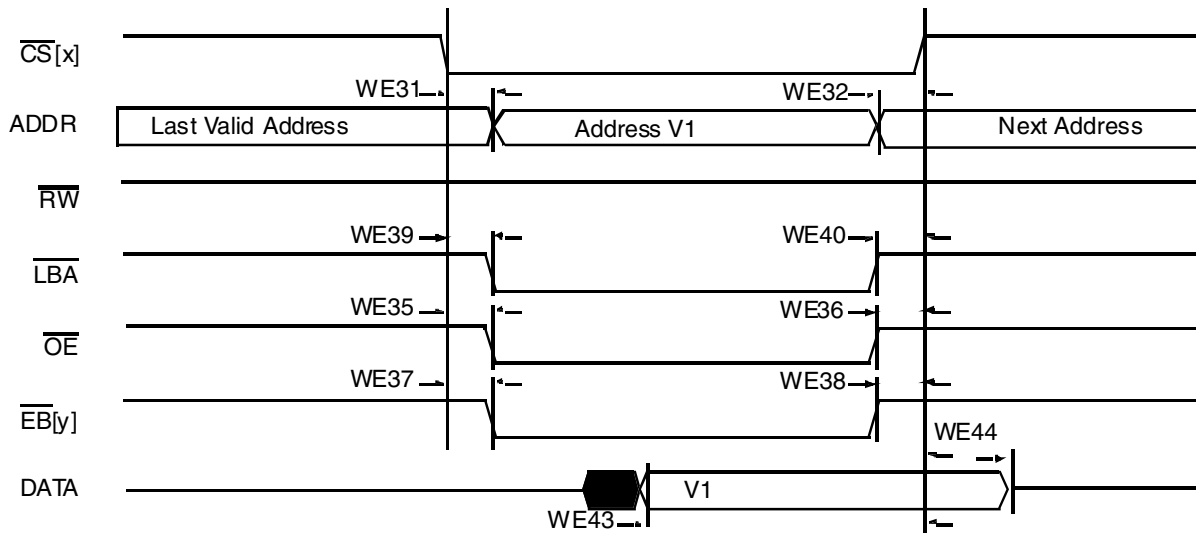 CS[x]
WE31
WE32
ADDR
Last Valid Address
Address V1
Next Address
RW
WE39
WE40
LBA
WE35
WE36
OE
WE37
WE38
EB[y]
WE44
DATA
V1
WE43